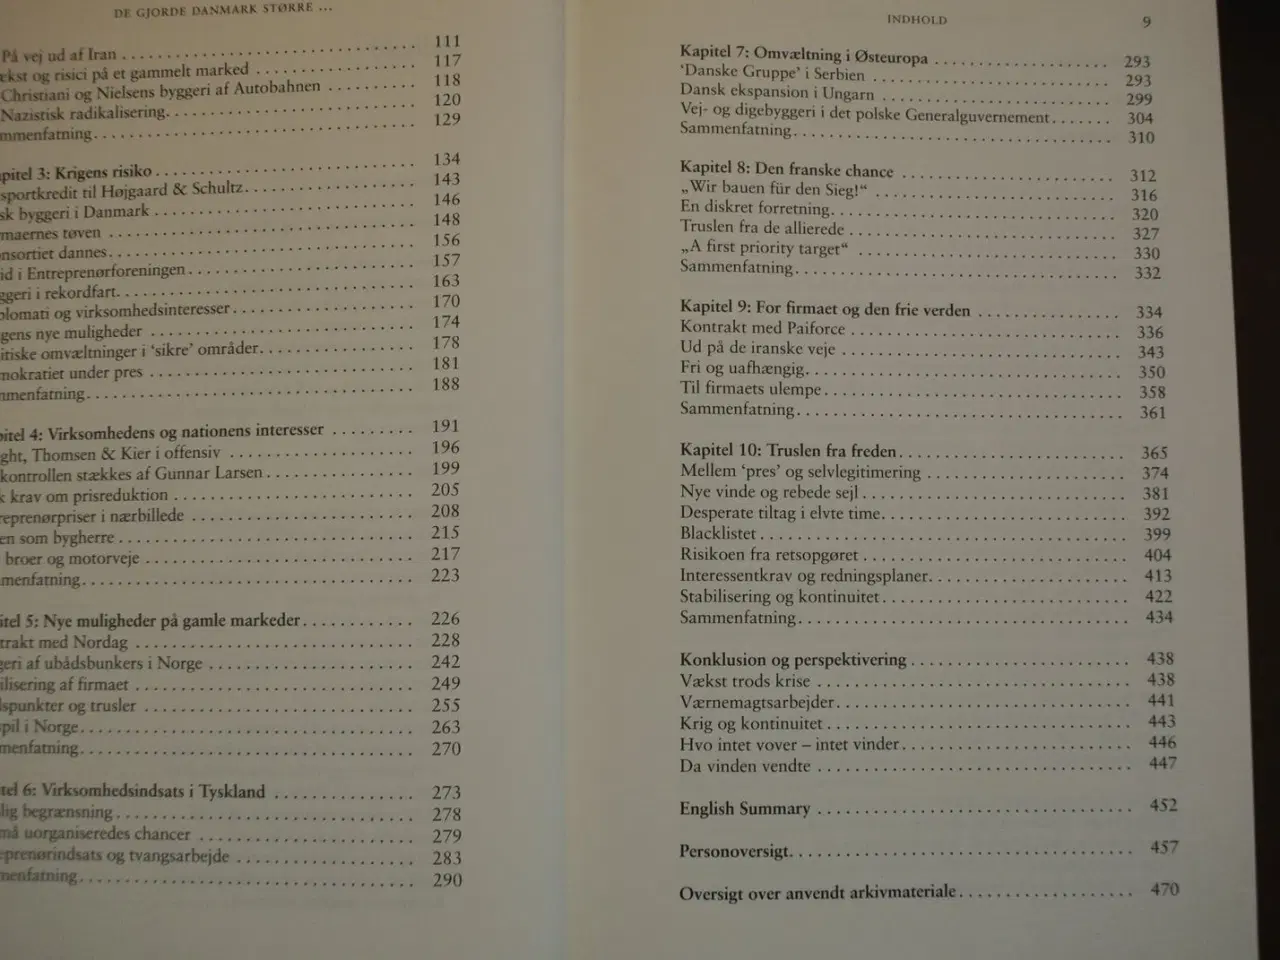 DE GJORDE DANMARK STØRRE ...
På vej ud af Iran . . . . . . . . . . 111
ækst og risici på et gammelt marked . . . . . . . . . . 117
Christiani og Nielsens byggeri af Autobahnen . . . . . . . . . . 118
Nazistisk radikalisering. . . . . . . . . . 120
mmenfatning. . . . . . . . . . 129
apitel 3: Krigens risiko . . . . . . . . . . 134
sportkredit til Højgaard & Schultz. . . . . . . . . . 143
sk byggeri i Danmark . . . . . . . . . . 146
maernes tøven . . . . . . . . . . 148
onsortiet dannes. . . . . . . . . . 156
id i Entreprenørforeningen . . . . . . . . . . 157
ggeri i rekordfart. . . . . . . . . . 163
plomati og virksomhedsinteresser. . . . . . . . . . 170
gens nye muligheder . . . . . . . . . . 174
itiske omvæltninger i ‘sikre’ områder. . . . . . . . . . 178
mokratiet under pres . . . . . . . . . . 181
mmenfatning. . . . . . . . . . 188
pitel 4: Virksomhedens og nationens interesser . . . . . . . . . 191
ght, Thomsen & Kier i offensiv . . . . . . . . . . 196
kontrollen stækkes af Gunnar Larsen . . . . . . . . . . 199
k krav om prisreduktion . . . . . . . . . . 205
reprenørpriser i nærbillede . . . . . . . . . . 208
en som bygherre . . . . . . . . . . 215
broer og motorveje . . . . . . . . . . 217
menfatning. . . . . . . . . . 223
itel 5: Nye muligheder på gamle markeder. . . . . . . . . . 226
trakt med Nordag . . . . . . . . . . 228
geri af ubådsbunkers i Norge . . . . . . . . . . 242
ilisering af firmaet . . . . . . . . . . 249
dspunkter og trusler . . . . . . . . . . 255
spil i Norge. . . . . . . . . . 263
menfatning. . . . . . . . . . 270
tel 6: Virksomhedsindsats i Tyskland . . . . . . . . . . 273
lig begrænsning. . . . . . . . . . 278
må uorganiseredes chancer . . . . . . . . . . 279
eprenørindsats og tvangsarbejde . . . . . . . . . . 283
menfatning. . . . . . . . . . 290
INDHOLD 9
Kapitel 7: Omvæltning i Østeuropa . . . . . . . . . . 293
‘Danske Gruppe’ i Serbien . . . . . . . . . . 293
Dansk ekspansion i Ungarn . . . . . . . . . . 299
Vej- og digebyggeri i det polske Generalguvernement. . . . . . . 304
Sammenfatning. . . . . . . . . . 310
Kapitel 8: Den franske chance . . . . . . . . . . 312
„Wir bauen für den Sieg!“ . . . . . . . . . . 316
En diskret forretning. . . . . . . . . . 320
Truslen fra de allierede . . . . . . . . . . 327
„A first priority target“ . . . . . . . . . . 330
Sammenfatning. . . . . . . . . . 332
Kapitel 9: For firmaet og den frie verden . . . . . . . . . . 334
Kontrakt med Paiforce . . . . . . . . . . 336
Ud på de iranske veje . . . . . . . . . . 343
Fri og uafhængig. . . . . . . . . . 350
Til firmaets ulempe. . . . . . . . . . 358
Sammenfatning. . . . . . . . . . 361
Kapitel 10: Truslen fra freden. . . . . . . . . . 365
Mellem ‘pres’ og selvlegitimering . . . . . . . . . . 374
Nye vinde og rebede sejl . . . . . . . . . . 381
Desperate tiltag i elvte time. . . . . . . . . . 392
Blacklistet . . . . . . . . . . 399
Risikoen fra retsopgøret . . . . . . . . . . 404
Interessentkrav og redningsplaner. . . . . . . . . . 413
Stabilisering og kontinuitet. . . . . . . . . . 422
Sammenfatning. . . . . . . . . . 434
Konklusion og perspektivering . . . . . . . . . . 438
Vækst trods krise . . . . . . . . . . 438
Værnemagtsarbejder. . . . . . . . . . 441
Krig og kontinuitet . . . . . . . . . . 443
Hvo intet vover – intet vinder. . . . . . . . . . 446
Da vinden vendte . . . . . . . . . . 447
English Summary . . . . . . . . . . 452
Personoversigt. . . . . . . . . . 457
Oversigt over anvendt arkivmateriale. . . . . . . . . . 470